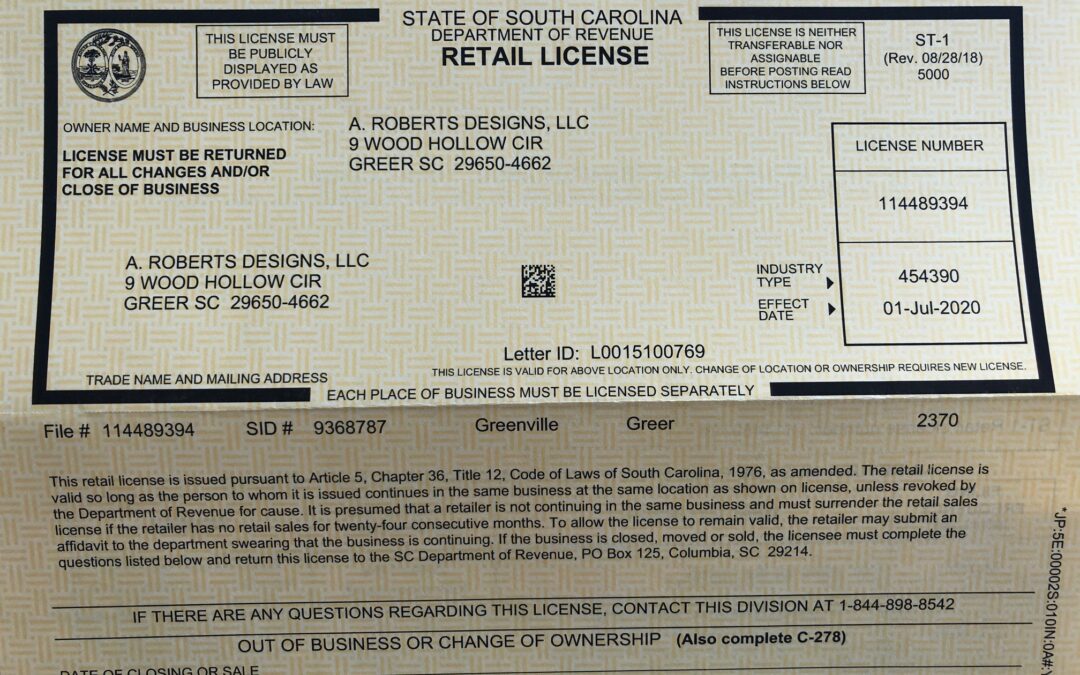 STATE OF SOUTH CAROLINA
DEPARTMENT OF REVENUE
RETAIL LICENSE
THIS LICENSE MUST
BE PUBLICLY
DISPLAYED AS
PROVIDED BY LAW
THIS LICENSE IS NEITHER
TRANSFERABLE NOR
ASSIGNABLE
BEFORE POSTING READ
INSTRUCTIONS BELOW
ST-1
(Rev. 08/28/18)
5000
OWNER NAME AND BUSINESS LOCATION:
A. ROBERTS DESIGNS, LLC
9 WOOD HOLLOW CIR
GREER SC 29650-4662
LICENSE MUST BE RETURNED
FOR ALL CHANGES AND/OR
CLOSE OF BUSINESS
LICENSE NUMBER
114489394
A. ROBERTS DESIGNS, LLC
9 WOOD HOLLOW CIR
GREER SC 29650-4662
INDUSTRY
TYPE
454390
EFFECT
DATE
01-Jul-2020
Letter ID: L0015100769
TRADE NAME AND MAILING ADDRESS
THIS LICENSE IS VALID FOR ABOVE LOCATION ONLY. CHANGE OF LOCATION OR OWNERSHIP REQUIRES NEW LICENSE.
EACH PLACE OF BUSINESS MUST BE LICENSED SEPARATELY
File # 114489394 SID # 9368787 Greenville Greer 2370
This retail license is issued pursuant to Article 5, Chapter 36, Title 12, Code of Laws of South Carolina, 1976, as amended. The retail license is
valid so long as the person to whom it is issued continues in the same business at the same location as shown on license, unless revoked by
the Department of Revenue for cause. It is presumed that a retailer is not continuing in the same business and must surrender the retail sales
license if the retailer has no retail sales for twenty-four consecutive months. To allow the license to remain valid, the retailer may submit an
affidavit to the department swearing that the business is continuing. If the business is closed, moved or sold, the licensee must complete the
questions listed below and return this license to the SC Department of Revenue, PO Box 125, Columbia, SC 29214.
IF THERE ARE ANY QUESTIONS REGARDING THIS LICENSE, CONTACT THIS DIVISION AT 1-844-898-8542
OUT OF BUSINESS OR CHANGE OF OWNERSHIP (Also complete C-278)
DATE OF CLOSING OR SALE